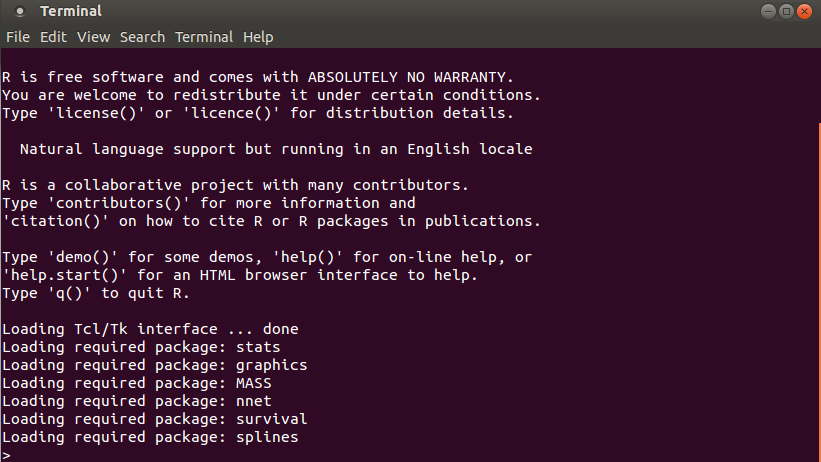 Terminal
File Edit View Search Terminal Help
R is free software and comes with ABSOLUTELY NO WARRANTY.
You are welcome to redistribute it under certain conditions.
Type 'license()' or 'licence()' for distribution details.
Natural language support but running in an English locale
R is a collaborative project with many contributors.
Type 'contributors()' for more information and
'citation()' on how to cite R or R packages in publications.
Type 'demo()' for some demos, 'help()' for on-line help, or
'help.start()' for an HTML browser interface to help.
Type 'q()' to quit R.
Loading Tcl/Tk interface ... done
Loading required package: stats
Loading required package: graphics
Loading required package: MASS
Loading required package: nnet
Loading required package: survival
Loading required package: splines
>